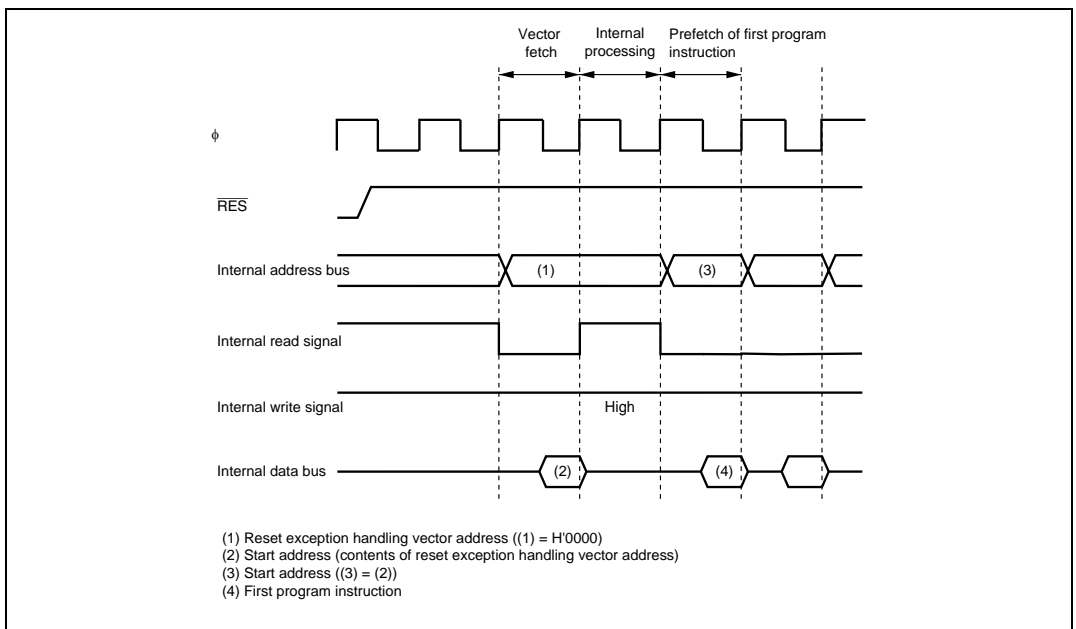 Vector
fetch
Internal
processing
Prefetch of first program
instruction
ϕ
RES
Internal address bus
(1)
(3)
Internal read signal
Internal write signal
High
Internal data bus
(2)
(4)
(1) Reset exception handling vector address ((1) = H'0000)
(2) Start address (contents of reset exception handling vector address)
(3) Start address ((3) = (2))
(4) First program instruction